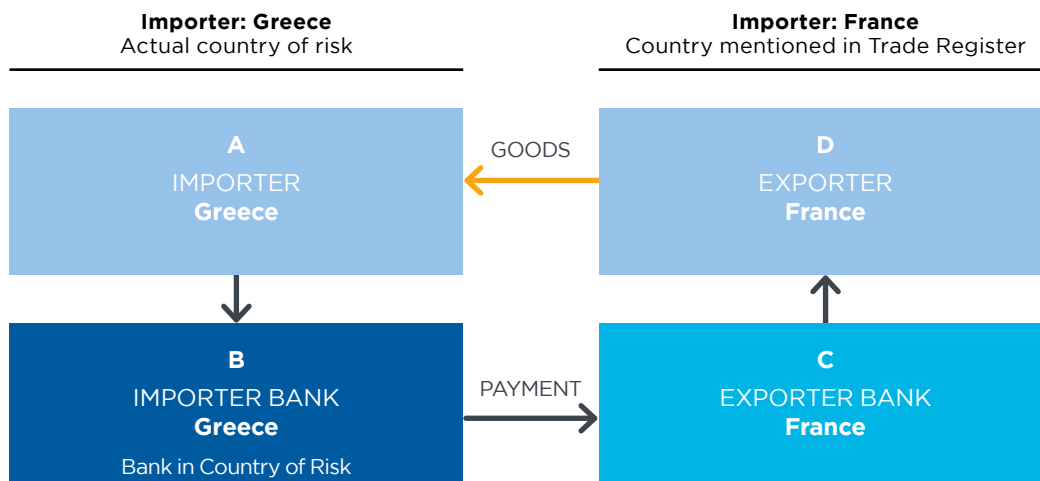 Importer: Greece
Actual country of risk
Importer: France
Country mentioned in Trade Register
A
IMPORTER
Greece
GOODS
D
EXPORTER
France
B
IMPORTER BANK
Greece
Bank in Country of Risk
PAYMENT
C
EXPORTER BANK
France